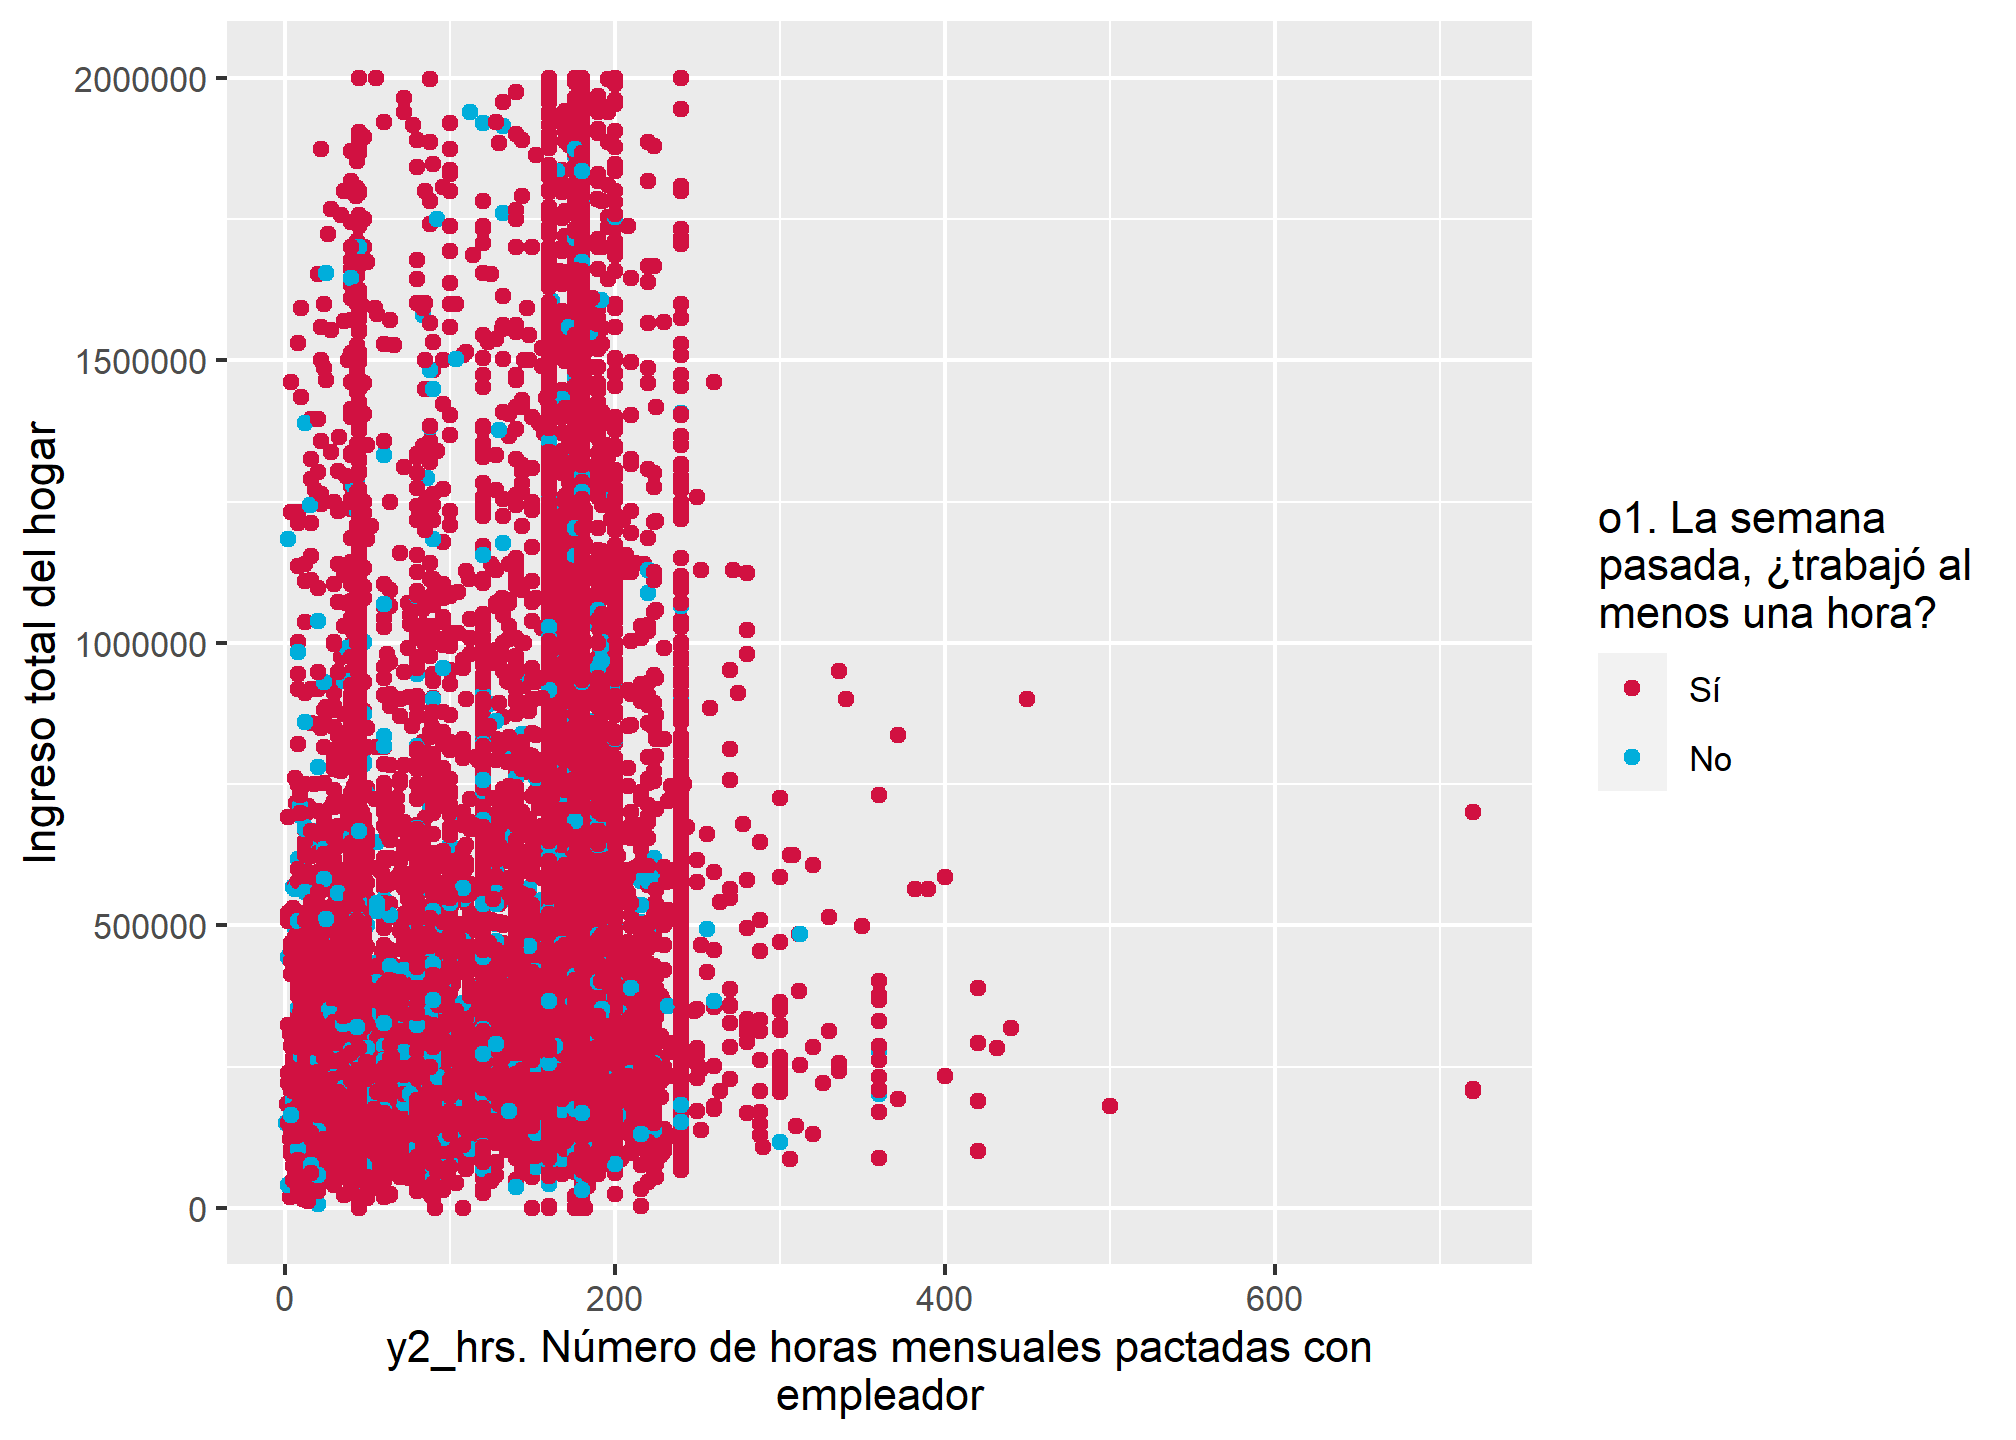 2000000
1500000
1000000
500000
0
0 200 400 600
Ingreso total del hogar
y2_hrs. Número de horas mensuales pactadas con
empleador
o1. La semana
pasada, ¿trabajó al
menos una hora?
Sí
No